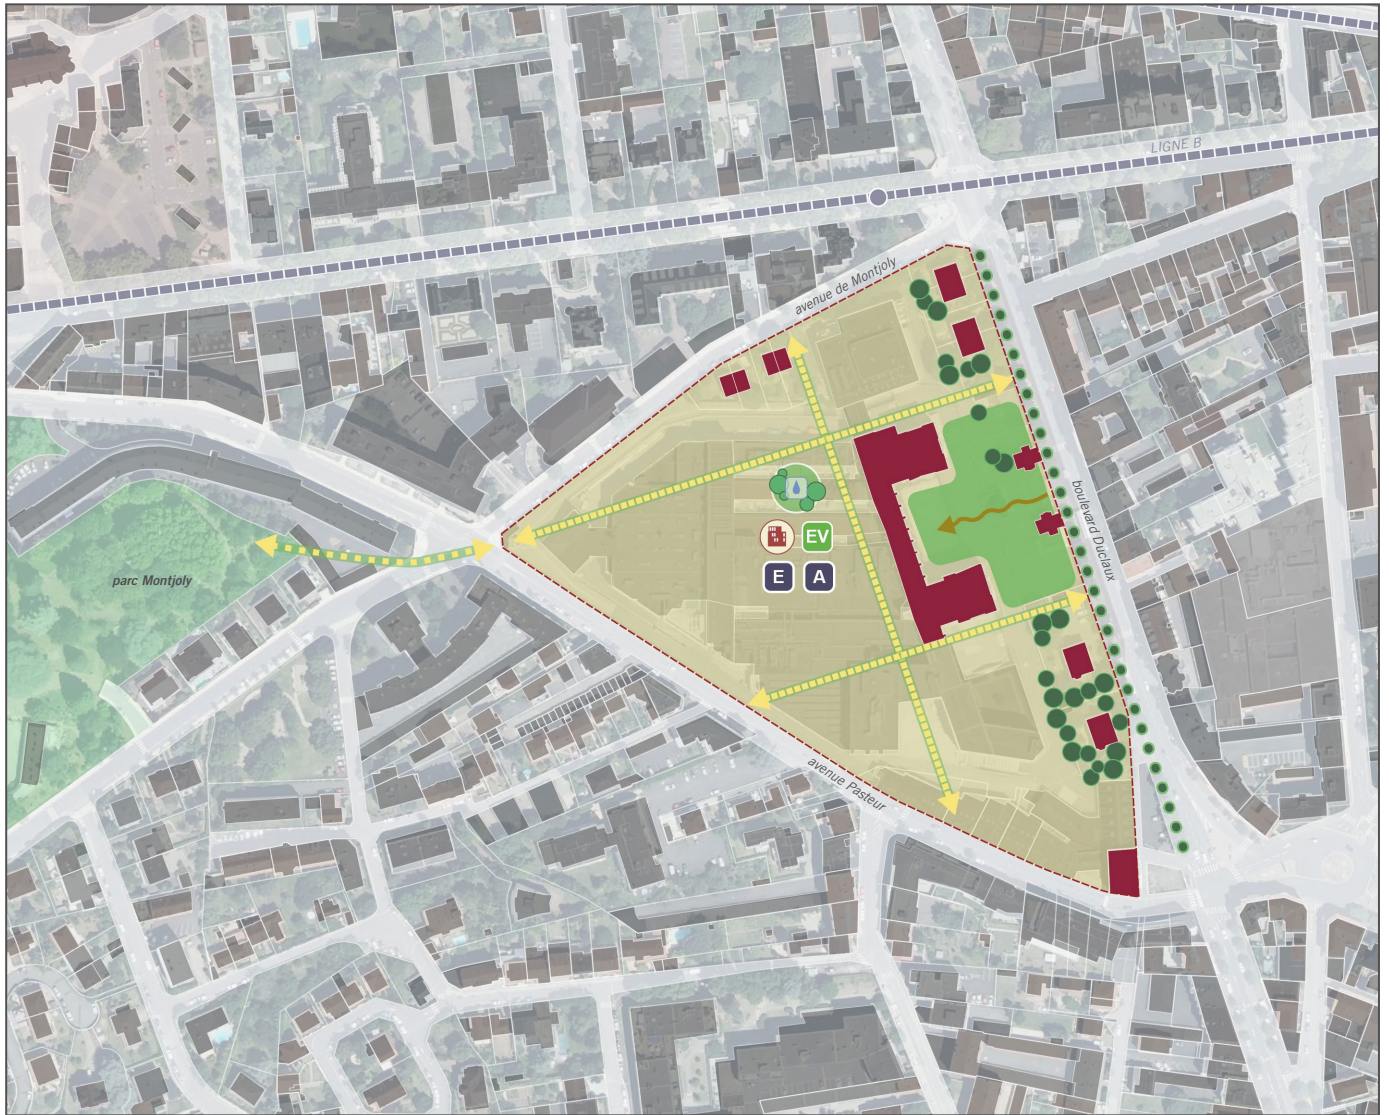 LIGNE B
avenue de Montjoly
boulevard Duclaux
EV
E A
parc Montjoly
avenue Pasteur